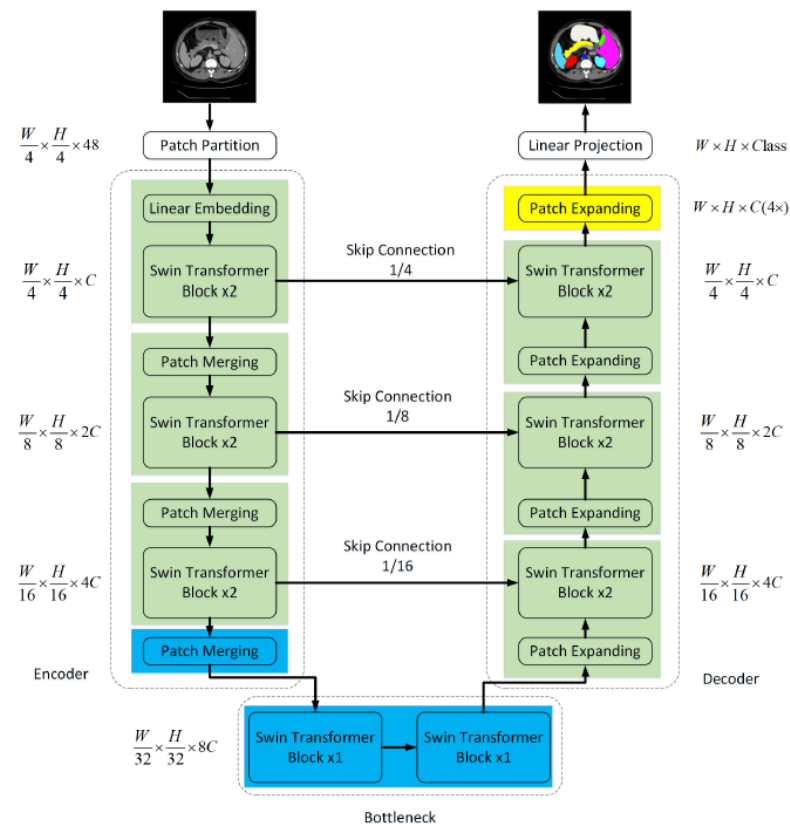 W/4 × H/4 × 48
Patch Partition
Linear Projection
W × H × Class
Linear Embedding
Patch Expanding
W × H × C(4×)
W/4 × H/4 × C
Swin Transformer
Block x2
Skip Connection
1/4
Swin Transformer
Block x2
W/4 × H/4 × C
Patch Merging
Patch Expanding
W/8 × H/8 × 2C
Swin Transformer
Block x2
Skip Connection
1/8
Swin Transformer
Block x2
W/8 × H/8 × 2C
Patch Merging
Patch Expanding
W/16 × H/16 × 4C
Swin Transformer
Block x2
Skip Connection
1/16
Swin Transformer
Block x2
W/16 × H/16 × 4C
Patch Merging
Patch Expanding
Encoder
Decoder
W/32 × H/32 × 8C
Swin Transformer
Block x1
Swin Transformer
Block x1
Bottleneck